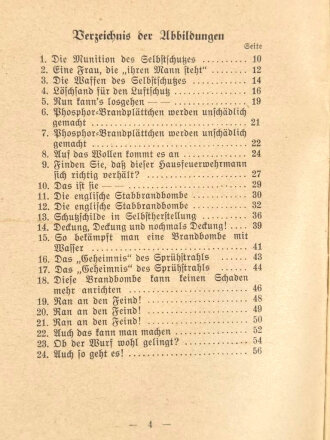 Verzeichnis der Abbildungen
Seite
1. Die Munition des Selbstschutzes 10
2. Eine Frau, die „ihren Mann steht“ 12
3. Die Waffen des Selbstschutzes 14
4. Löschsand für den Luftschutz 16
5. Nun kann's losgehen — — 19
6. Phosphor-Brandplättchen werden unschädlich
gemacht 21
7. Phosphor-Brandplättchen werden unschädlich
gemacht 22
8. Auf das Wollen kommt es an 24
9. Finden Sie, daß dieser Hausfeuerwehrmann
sich richtig verhält? 27
10. Das ist sie — — 29
11. Die englische Stabbrandbombe 30
12. Die englische Stabbrandbombe 32
13. Schutzschilde in Selbstherstellung 36
14. Deckung, Deckung und nochmals Deckung! 39
15. So bekämpft man eine Brandbombe mit
Wasser 41
16. Das „Geheimnis“ des Sprühstrahls 43
17. Das „Geheimnis“ des Sprühstrahls 44
18. Diese Brandbombe kann keinen Schaden
mehr anrichten 46
19. Ran an den Feind! 48
20. Ran an den Feind! 49
21. Ran an den Feind! 50
22. Auch das kann man machen 52
23. Ob der Wurf wohl gelingt? 54
24. Auch so geht es! 56
— 4 —